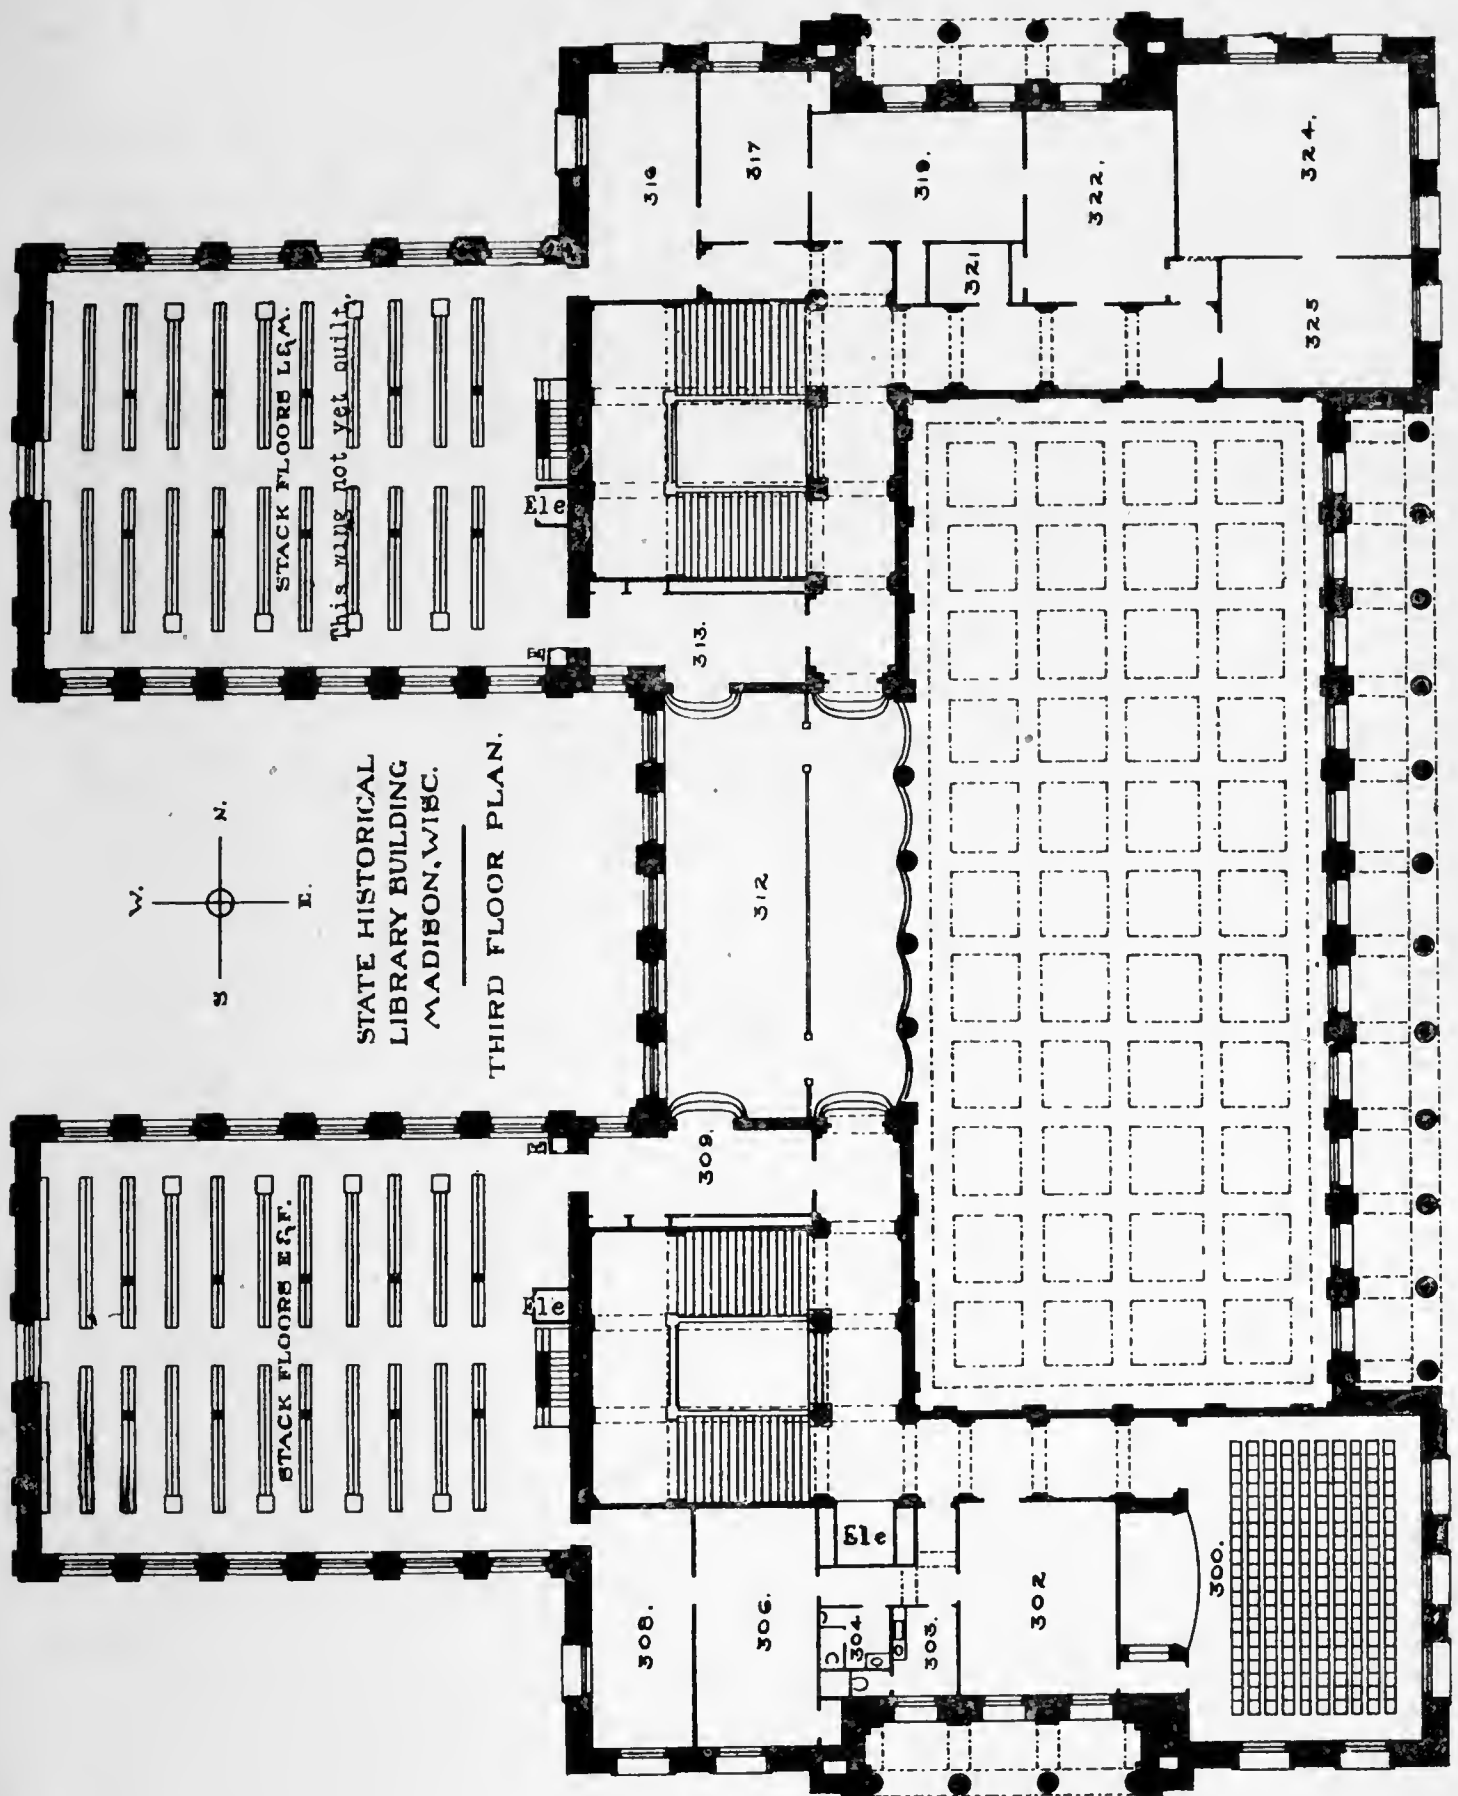 STATE HISTORICAL
LIBRARY BUILDING
MADISON, WISC.
THIRD FLOOR PLAN.
W.
N.
E.
S
STACK FLOORS L & M.
This wing not yet built.
Ele
E
313.
316
317
319.
321
322.
324.
325
312
STACK FLOORS E & F.
Ele
E
309.
308.
306.
Ele
304.
303.
302
300.